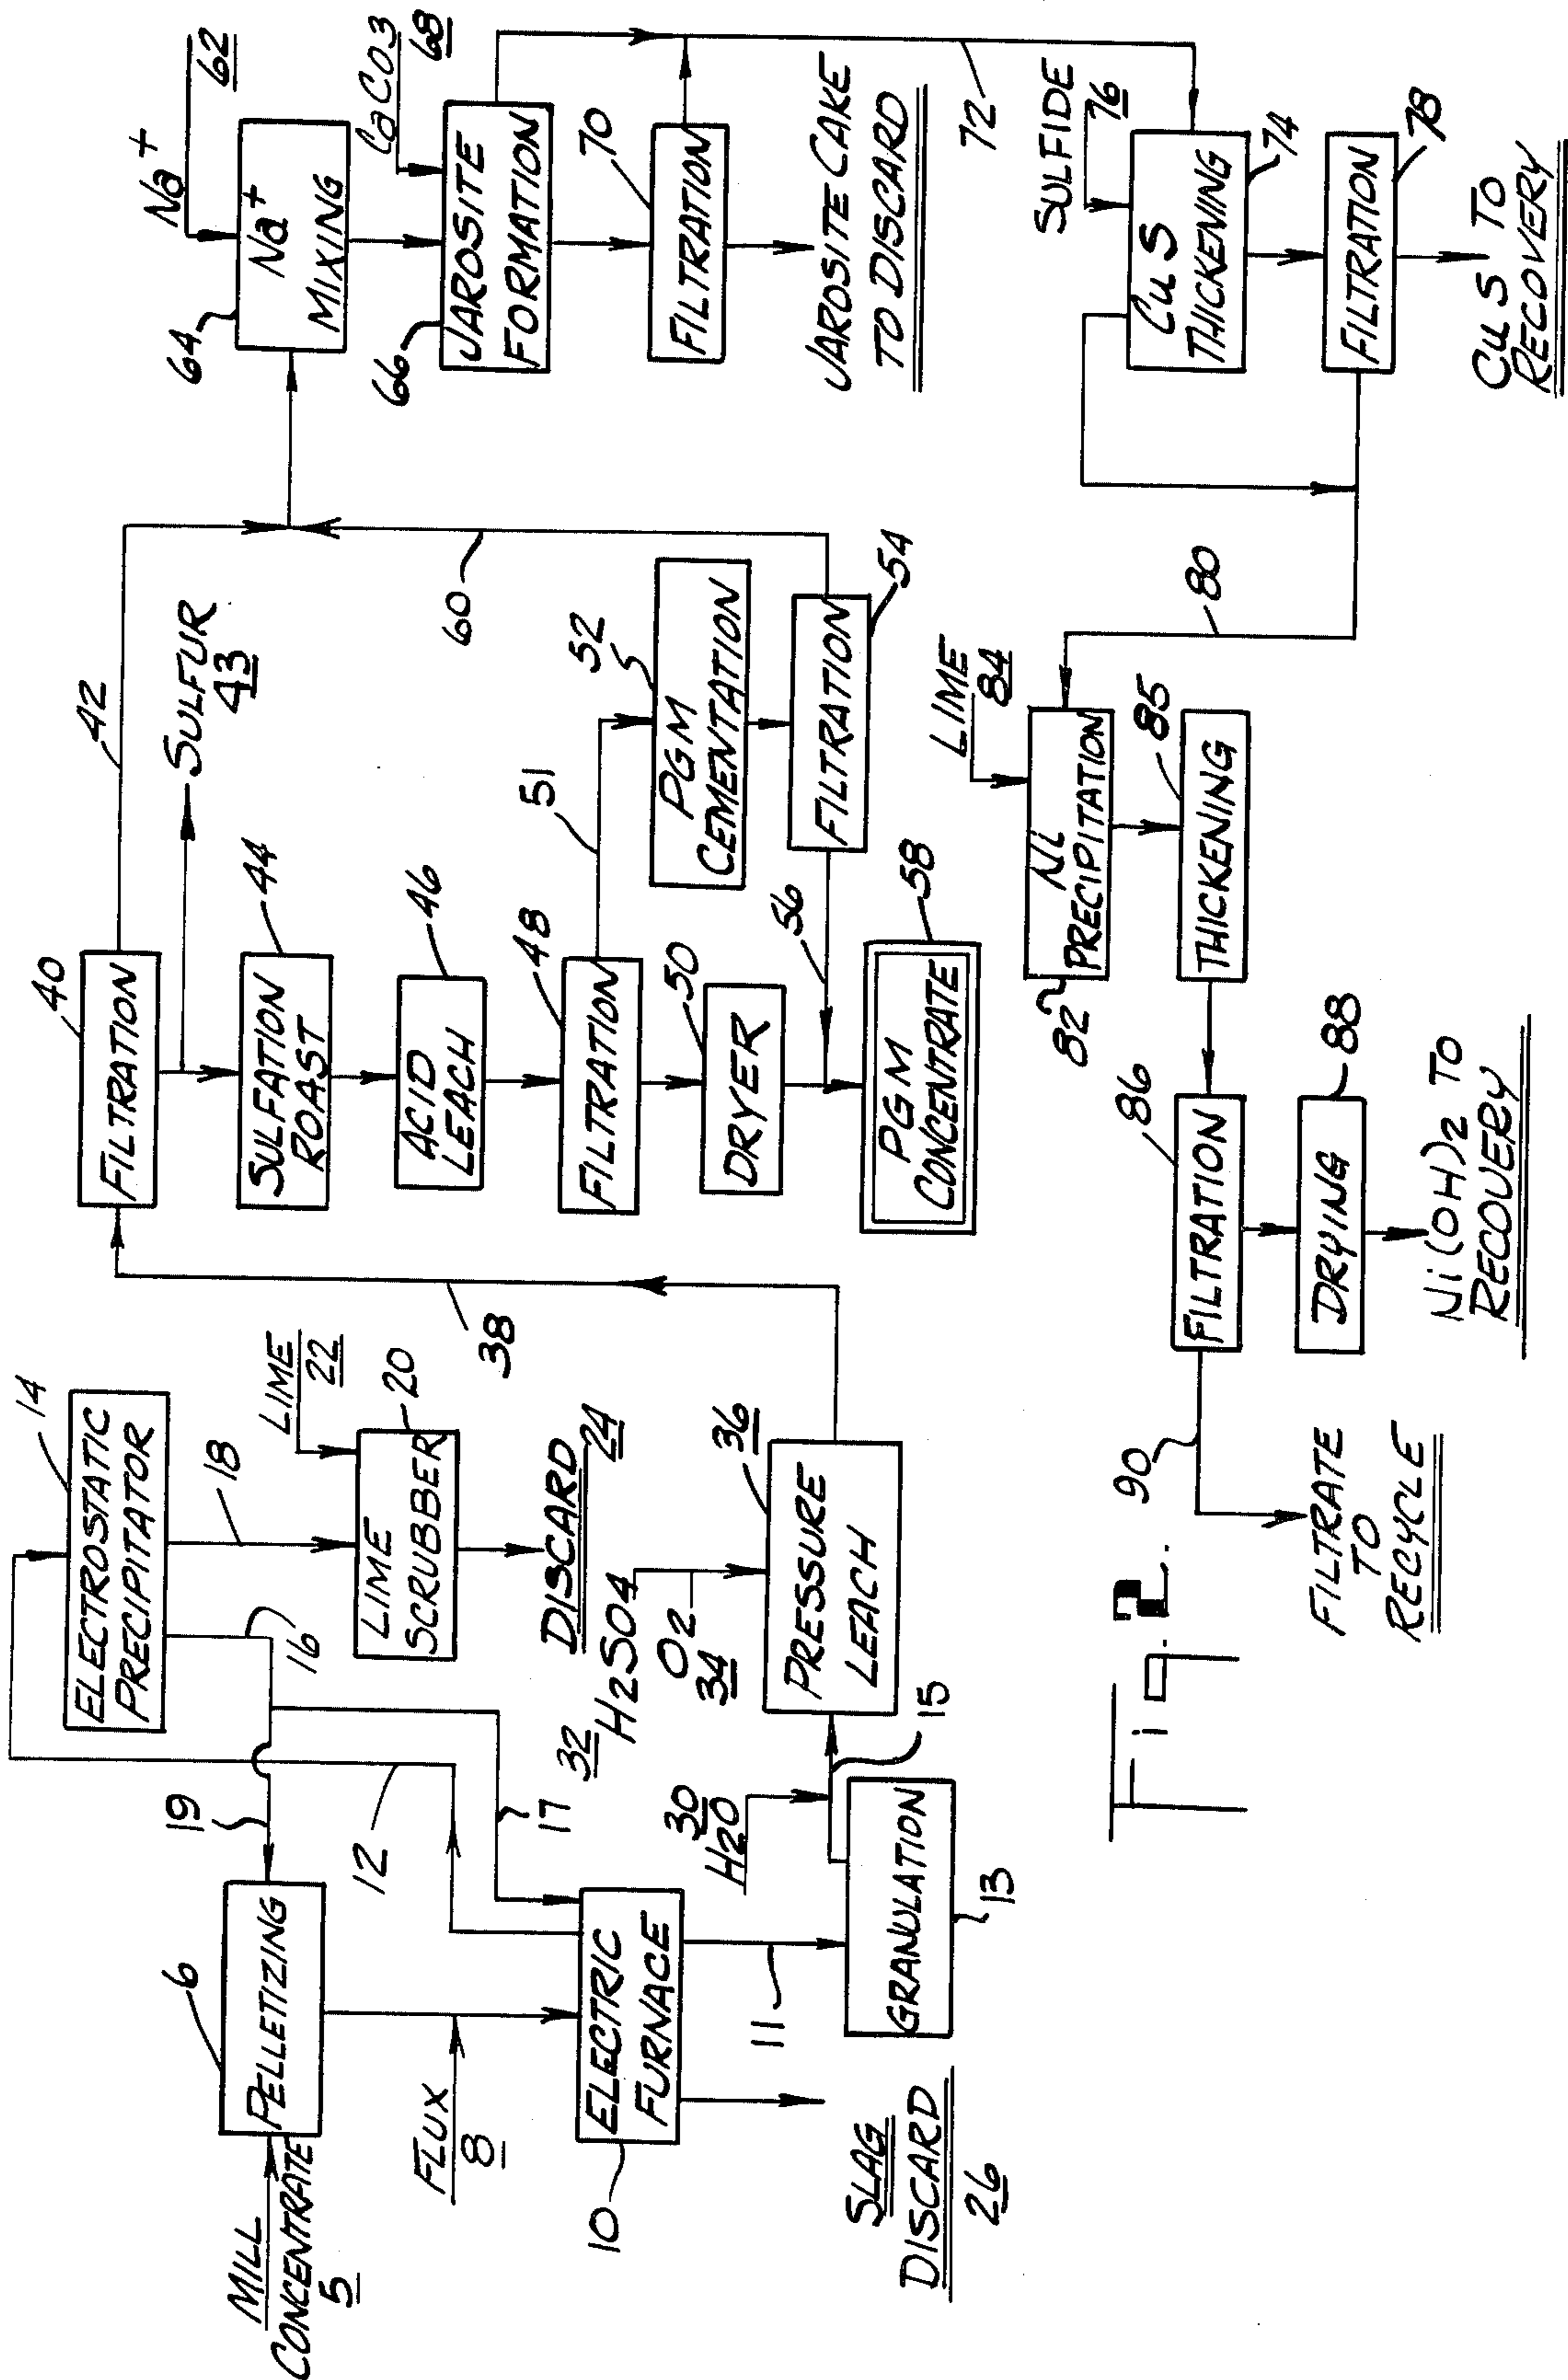 MILL
CONCENTRATE
5
6
PELLETIZING
19
FLUX
8
12
10
ELECTRIC
FURNACE
17
11
SLAG
DISCARD
26
GRANULATION
13
14
ELECTROSTATIC
PRECIPITATOR
16
18
LIME
22
LIME
SCRUBBER
20
DISCARD
24
30
H2O
15
32
H2SO4
O2
34
PRESSURE
LEACH
36
38
40
FILTRATION
42
SULFUR
43
SULFATION
ROAST
44
ACID
LEACH
46
FILTRATION
48
51
DRYER
50
PGM
CEMENTATION
52
FILTRATION
54
56
PGM
CONCENTRATE
58
60
Na+
62
64
Na+
MIXING
CaCO3
68
66
JAROSITE
FORMATION
FILTRATION
70
JAROSITE CAKE
TO DISCARD
72
SULFIDE
76
CuS
THICKENING
74
FILTRATION
78
CuS TO
RECOVERY
80
LIME
84
82
Ni
PRECIPITATION
THICKENING
85
86
FILTRATION
90
FILTRATE
TO
RECYCLE
DRYING
88
Ni(OH)2 TO
RECOVERY
Fig. 2.